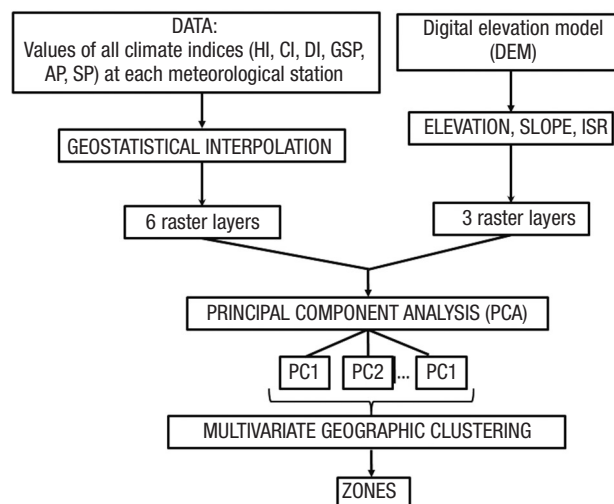 DATA:
Values of all climate indices (HI, CI, DI, GSP,
AP, SP) at each meteorological station
Digital elevation model
(DEM)
GEOSTATISTICAL INTERPOLATION
ELEVATION, SLOPE, ISR
6 raster layers
3 raster layers
PRINCIPAL COMPONENT ANALYSIS (PCA)
PC1 PC2 ... PC1
MULTIVARIATE GEOGRAPHIC CLUSTERING
ZONES